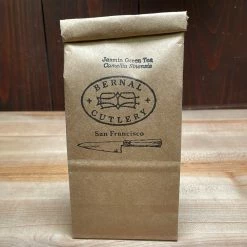 Jasmin Green Tea
Camellia Sinensis
BERNAL
CUTLERY
San Francisco